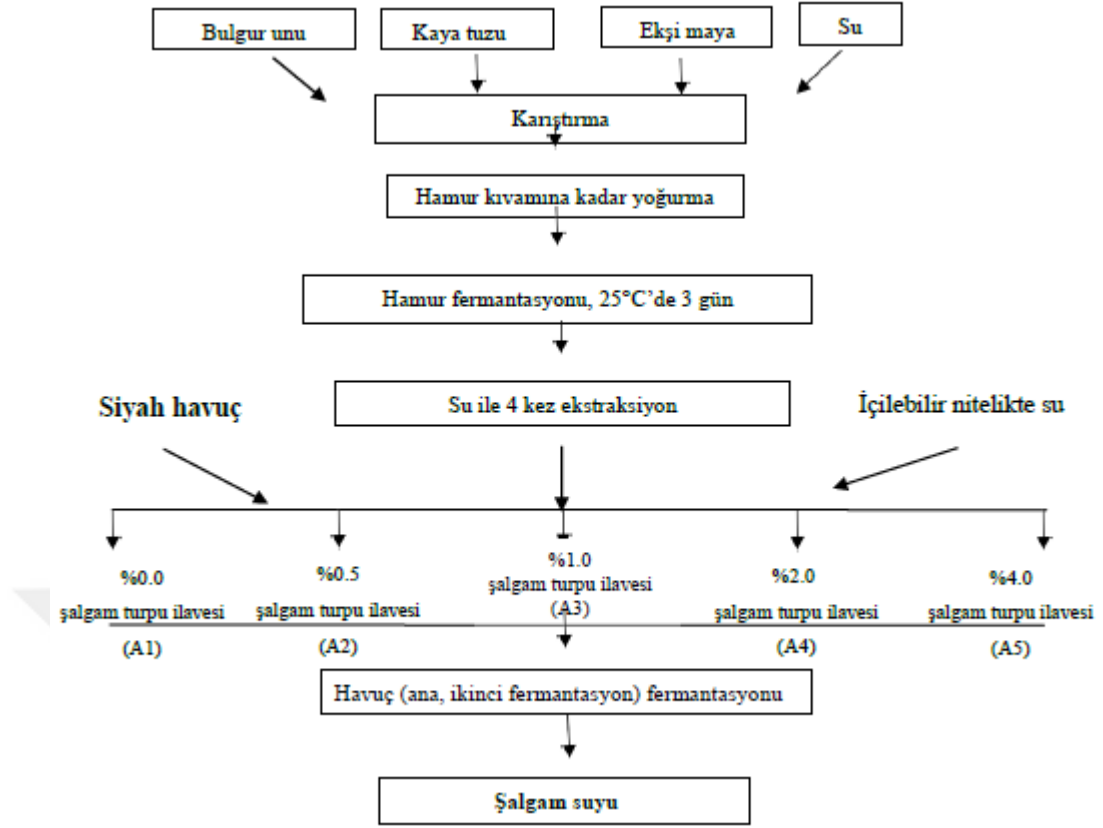 Bulgur unu
Kaya tuzu
Ekşi maya
Su
Karıştırma
Hamur kıvamına kadar yoğurma
Hamur fermantasyonu, 25°C’de 3 gün
Siyah havuç
Su ile 4 kez ekstraksiyon
İçilebilir nitelikte su
%0.0
şalgam turpu ilavesi
(A1)
%0.5
şalgam turpu ilavesi
(A2)
%1.0
şalgam turpu ilavesi
(A3)
%2.0
şalgam turpu ilavesi
(A4)
%4.0
şalgam turpu ilavesi
(A5)
Havuç (ana, ikinci fermantasyon) fermantasyonu
Şalgam suyu